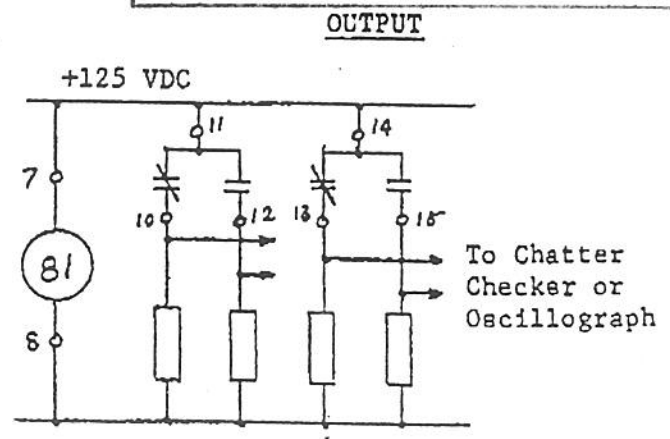 OUTPUT
+125 VDC
11
14
7
10
12
13
15
81
To Chatter
Checker or
Oscillograph
8